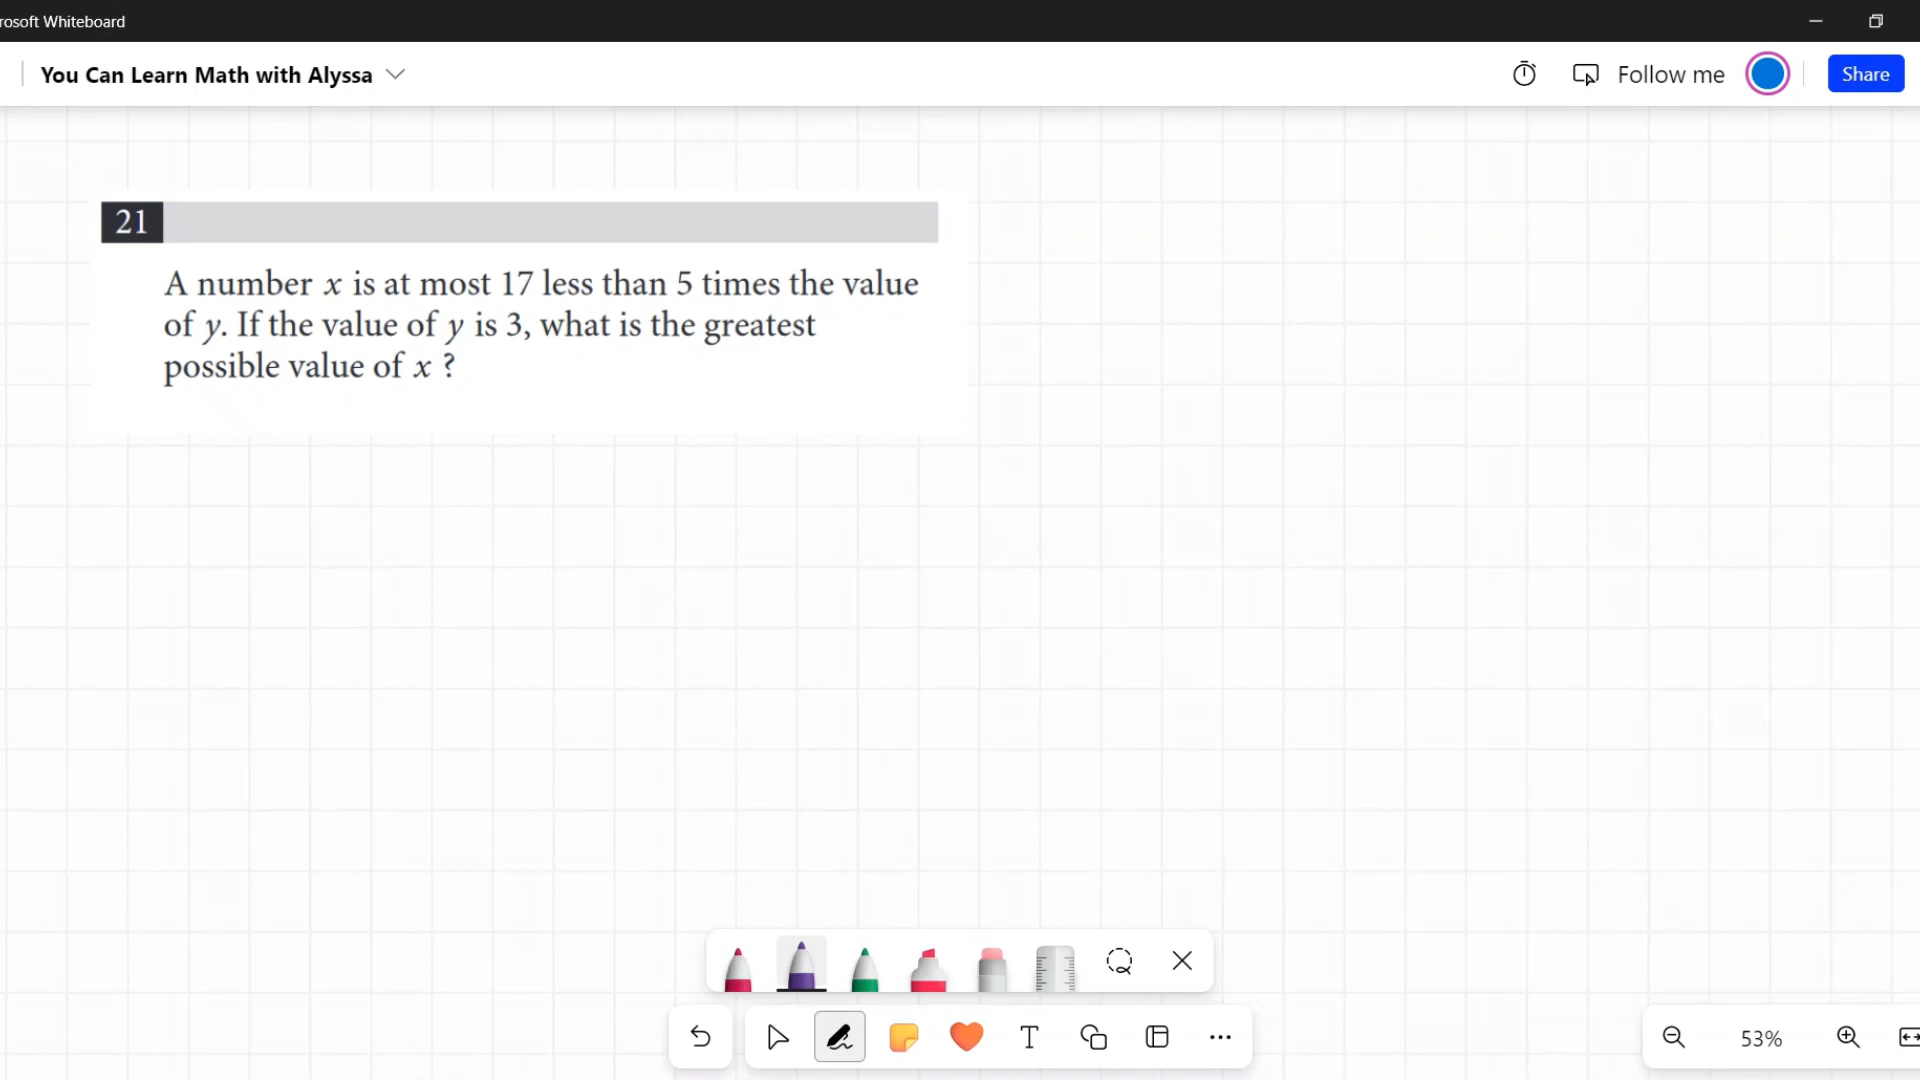 rosoft Whiteboard
You Can Learn Math with Alyssa
Follow me
Share
21
A number x is at most 17 less than 5 times the value
of y. If the value of y is 3, what is the greatest
possible value of x ?
T
53%